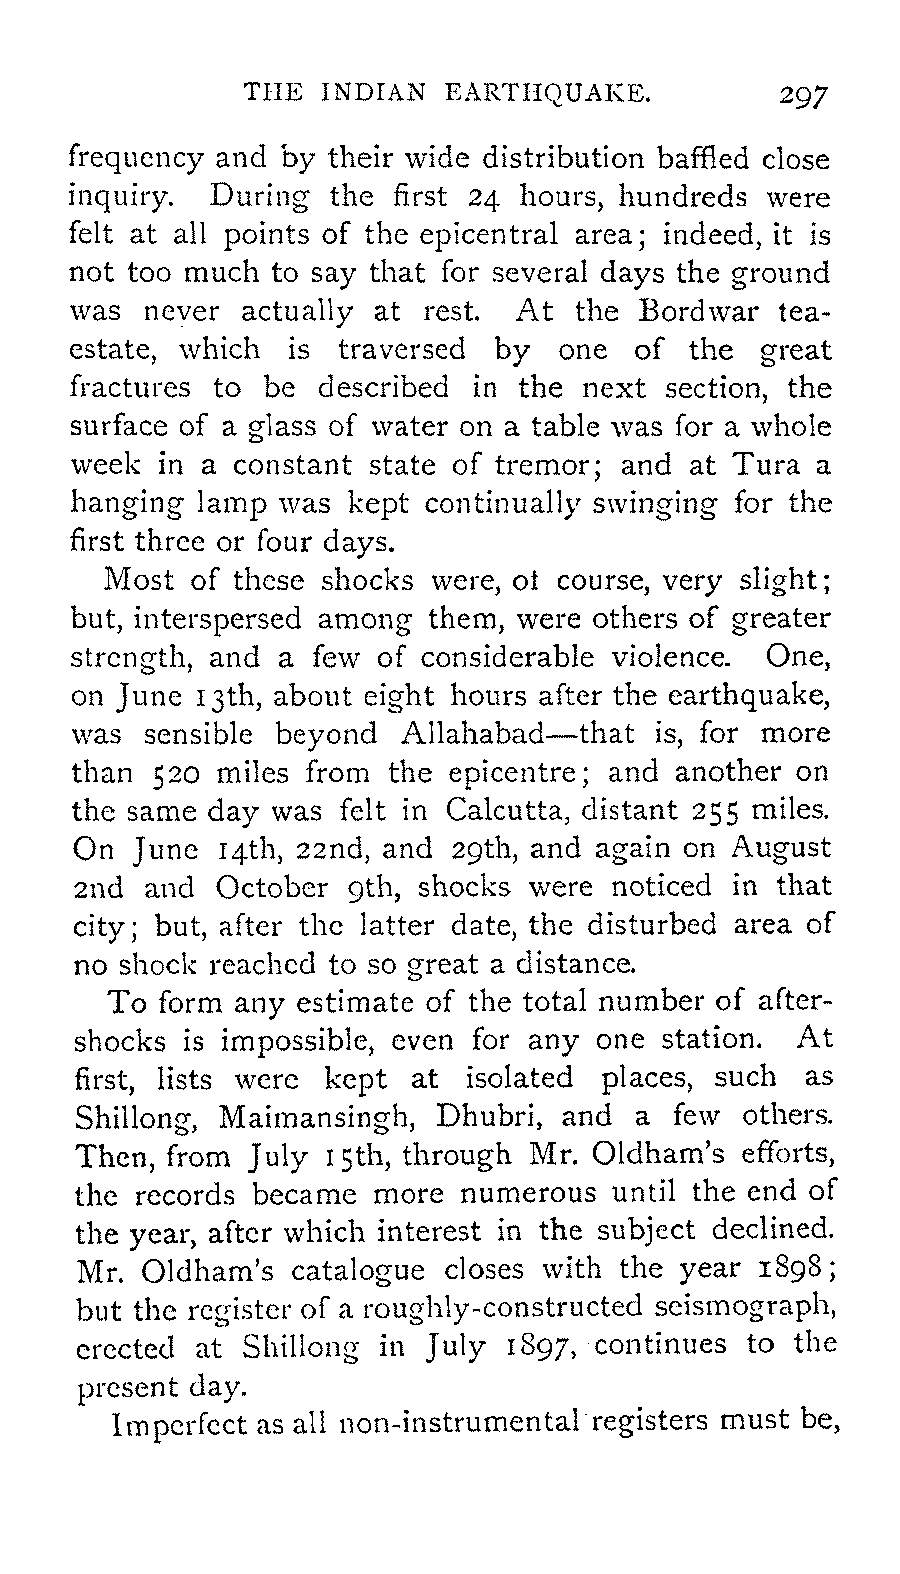 THE INDIAN EARTHQUAKE. 297
frequency and by their wide distribution baffled close
inquiry. During the first 24 hours, hundreds were
felt at all points of the epicentral area; indeed, it is
not too much to say that for several days the ground
was never actually at rest. At the Bordwar tea-
estate, which is traversed by one of the great
fractures to be described in the next section, the
surface of a glass of water on a table was for a whole
week in a constant state of tremor; and at Tura a
hanging lamp was kept continually swinging for the
first three or four days.
Most of these shocks were, of course, very slight;
but, interspersed among them, were others of greater
strength, and a few of considerable violence. One,
on June 13th, about eight hours after the earthquake,
was sensible beyond Allahabad—that is, for more
than 520 miles from the epicentre; and another on
the same day was felt in Calcutta, distant 255 miles.
On June 14th, 22nd, and 29th, and again on August
2nd and October 9th, shocks were noticed in that
city; but, after the latter date, the disturbed area of
no shock reached to so great a distance.
To form any estimate of the total number of after-
shocks is impossible, even for any one station. At
first, lists were kept at isolated places, such as
Shillong, Maimansingh, Dhubri, and a few others.
Then, from July 15th, through Mr. Oldham's efforts,
the records became more numerous until the end of
the year, after which interest in the subject declined.
Mr. Oldham's catalogue closes with the year 1898;
but the register of a roughly-constructed seismograph,
erected at Shillong in July 1897, continues to the
present day.
Imperfect as all non-instrumental registers must be,